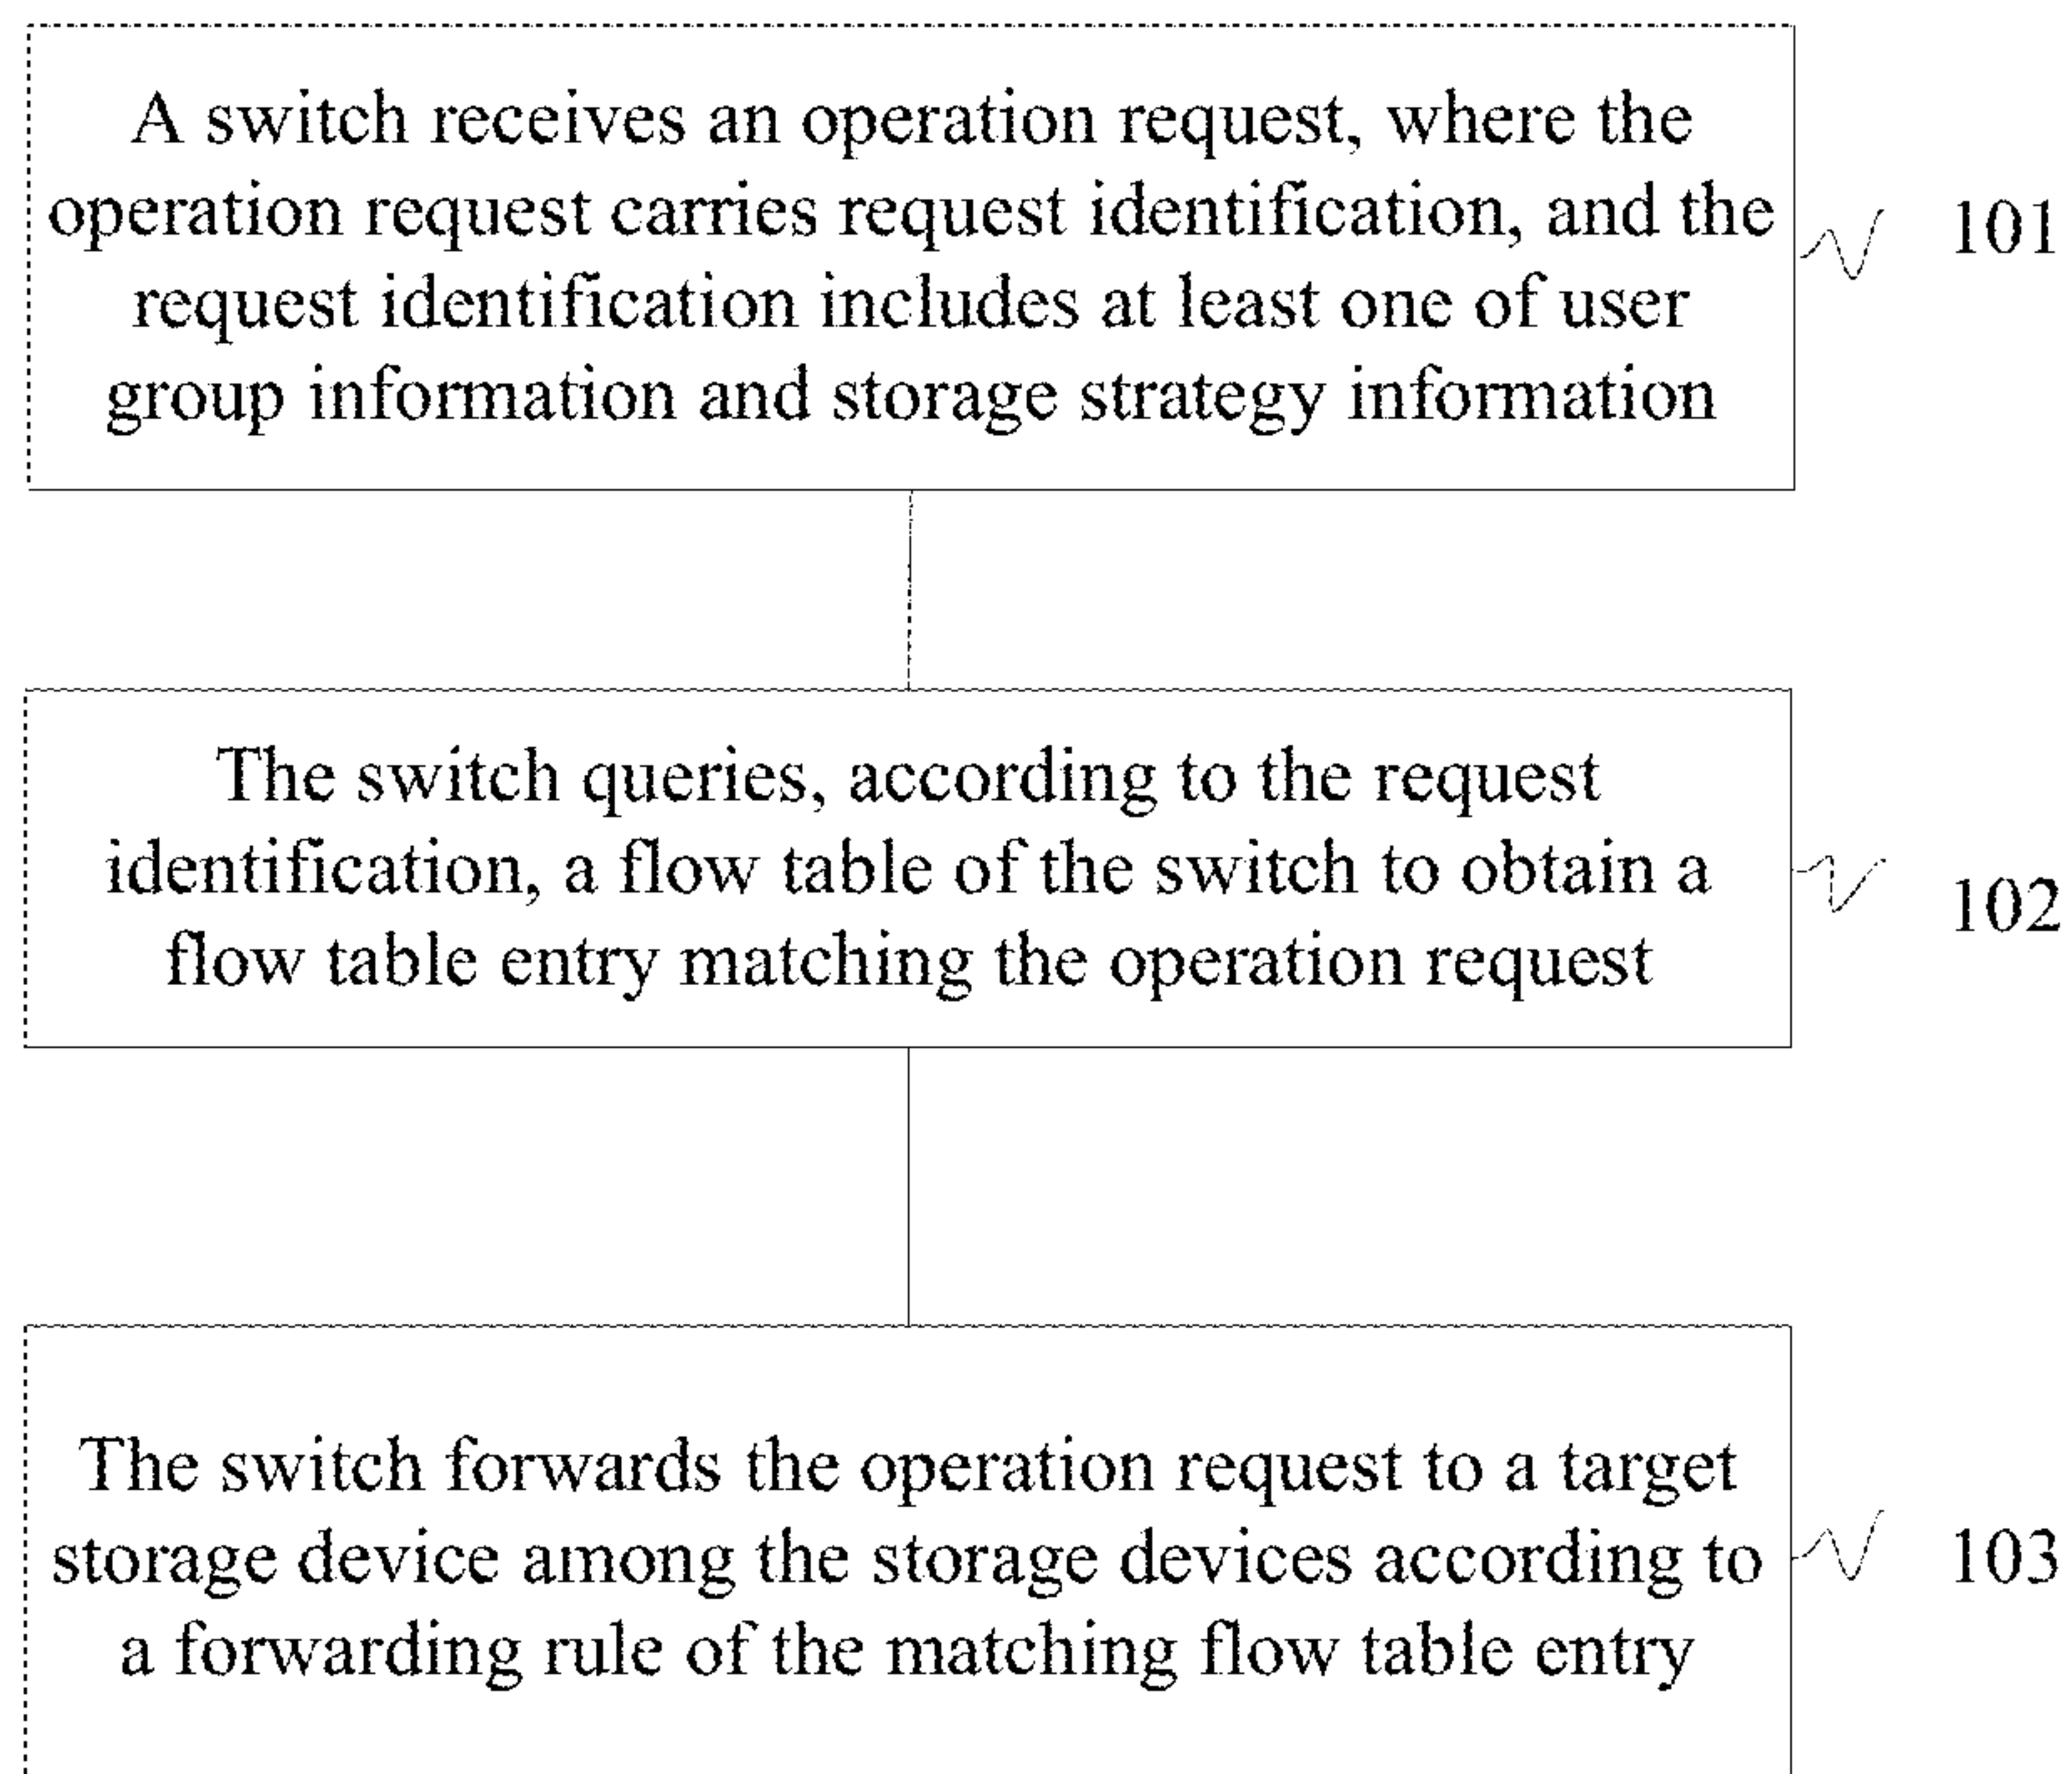 A switch receives an operation request, where the
operation request carries request identification, and the
request identification includes at least one of user
group information and storage strategy information
101
The switch queries, according to the request
identification, a flow table of the switch to obtain a
flow table entry matching the operation request
102
The switch forwards the operation request to a target
storage device among the storage devices according to
a forwarding rule of the matching flow table entry
103